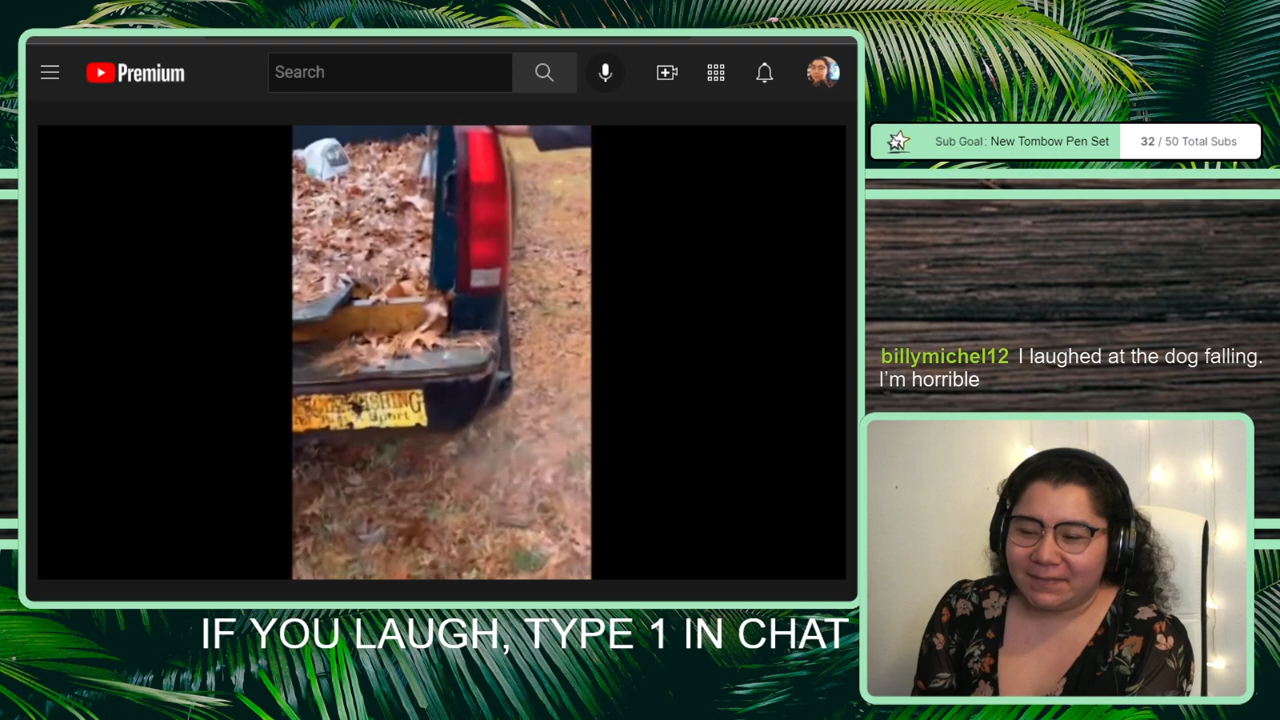 Premium
Search
Sub Goal: New Tombow Pen Set
32 / 50 Total Subs
billymichel12 I laughed at the dog falling.
I'm horrible
IF YOU LAUGH, TYPE 1 IN CHAT